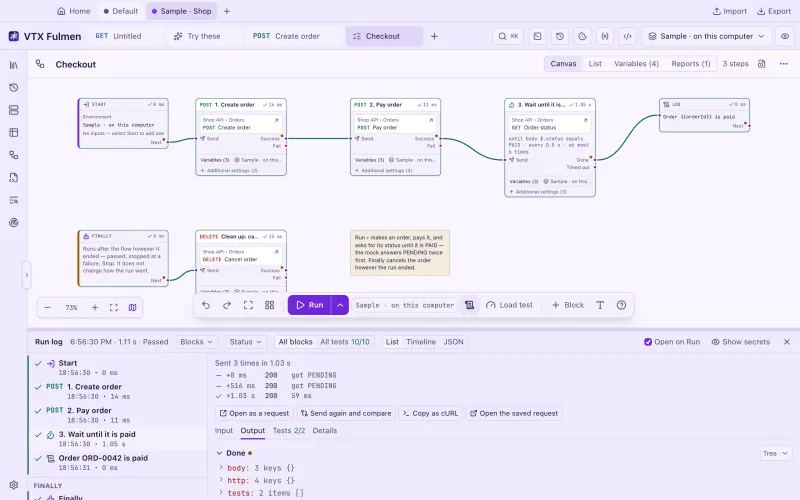 Home
Default
Sample · Shop
Import
Export
VTX Fulmen
GET Untitled
Try these
POST Create order
Checkout
⌘K
Sample · on this computer
Checkout
Canvas
List
Variables (4)
Reports (1)
3 steps
START
0 ms
Environment
Sample · on this computer
No inputs — select Start to add one
Next
POST 1. Create order
14 ms
Shop API › Orders
POST Create order
Send
Success
Fail
Variables (3)
Sample · on this…
+ Additional settings (3)
POST 2. Pay order
11 ms
Shop API › Orders
POST Pay order
Send
Success
Fail
Variables (3)
Sample · on this…
+ Additional settings (3)
3. Wait until it is…
1.05 s
Shop API › Orders
GET Order status
until body $.status equals
PAID · every 0.5 s · at most
6 times
Send
Done
Timed out
Variables (3)
Sample · on this…
+ Additional settings (3)
LOG
0 ms
Order {{orderId}} is paid
Next
FINALLY
0 ms
Runs after the flow however it
ended — passed, stopped at a
failure, Stop. It does not
change how the run went.
Next
DELETE Clean up: ca…
15 ms
Shop API › Orders
DELETE Cancel order
Send
Success
Fail
Run ▸ makes an order, pays it, and
asks for its status until it is PAID —
the mock answers PENDING twice
first. Finally cancels the order
however the run ended.
73%
Run
Sample · on this computer
Load test
Block
Run log
6:56:30 PM · 1.11 s · Passed
Blocks
Status
All blocks
All tests 10/10
List
Timeline
JSON
Open on Run
Show secrets
Start
18:56:30 • 0 ms
POST 1. Create order
18:56:30 • 14 ms
POST 2. Pay order
18:56:30 • 11 ms
3. Wait until it is paid
18:56:30 • 1.05 s
Order ORD-0042 is paid
18:56:31 • 0 ms
FINALLY
Finally
Sent 3 times in 1.03 s
— +0 ms 200 got PENDING
— +516 ms 200 got PENDING
+1.03 s 200 59 ms
Open as a request
Send again and compare
Copy as cURL
Open the saved request
Input
Output
Tests 2/2
Details
Done
Tree
body: 3 keys {}
http: 4 keys {}
tests: 2 items []